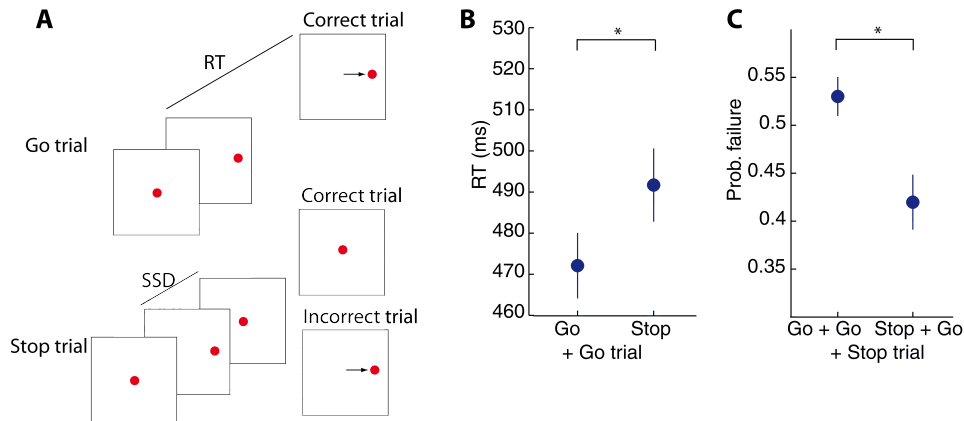 A
Correct trial
RT
Go trial
Correct trial
SSD
Stop trial
Incorrect trial
B
530
520
510
500
490
480
470
460
RT (ms)
*
Go Stop
+ Go trial
C
0.55
0.5
0.45
0.4
0.35
Prob. failure
*
Go + Go Stop + Go
+ Stop trial